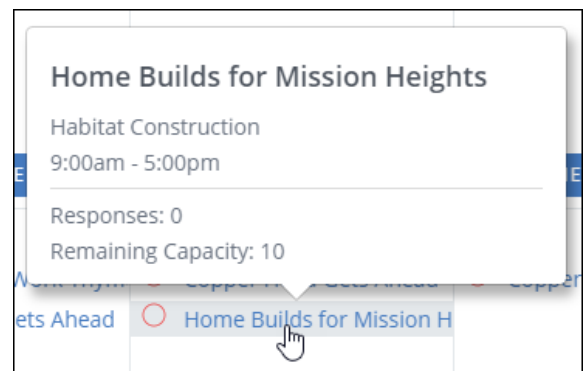 Home Builds for Mission Heights
Habitat Construction
9:00am - 5:00pm
Responses: 0
Remaining Capacity: 10
ets Ahead
Home Builds for Mission H